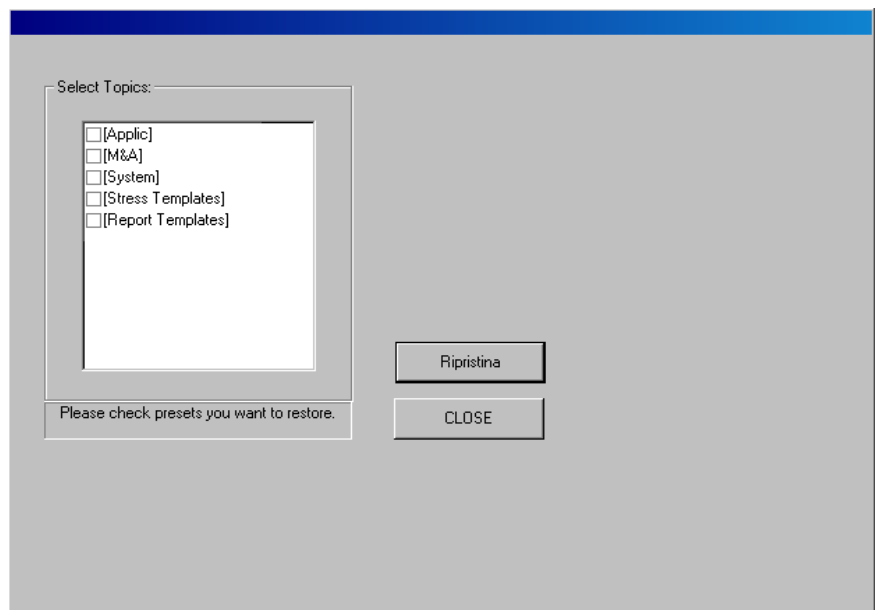 Select Topics:
[Applic]
[M&A]
[System]
[Stress Templates]
[Report Templates]
Ripristina
Please check presets you want to restore.
CLOSE